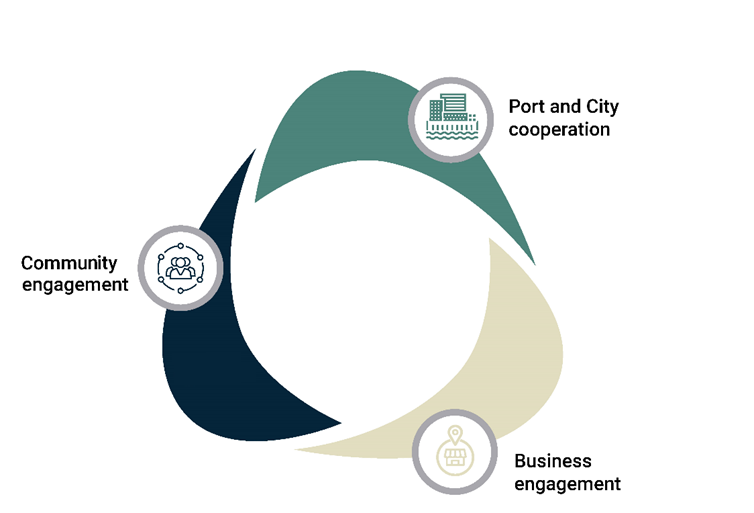 Port and City
cooperation
Community
engagement
Business
engagement